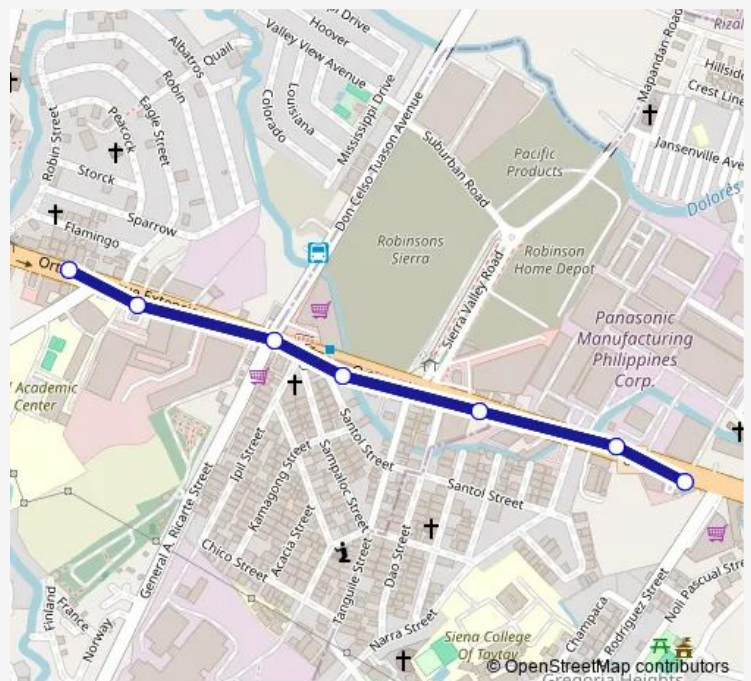 Drive
Hoover
Valley View Avenue
Albatros
Quail
Robin
Louisiana
Colorado
Mississippi Drive
Don Celso Tuason Avenue
Suburban Road
Mapandan Road
Rizal
Hillside
Crest Line
Jansenville Ave
Dolores
Pacific
Products
Robin Street
Peacock
Eagle Street
Storck
Sparrow
Flamingo
Robinsons
Sierra
Robinson
Home Depot
Sierra Valley Road
Panasonic
Manufacturing
Philippines
Corp.
Academic
Center
Ipil Street
Kamagong Street
Acacia Street
Sampaloc Street
Santol Street
Santol Street
Tanguile Street
Dao Street
General A. Ricarte Street
Chico Street
Narra Street
Finland
France
Norway
Siena College
Of Taytay
Champaca
Rodriguez Street
Noli Pascual Stre
© OpenStreetMap contributors
Gregoria Heights